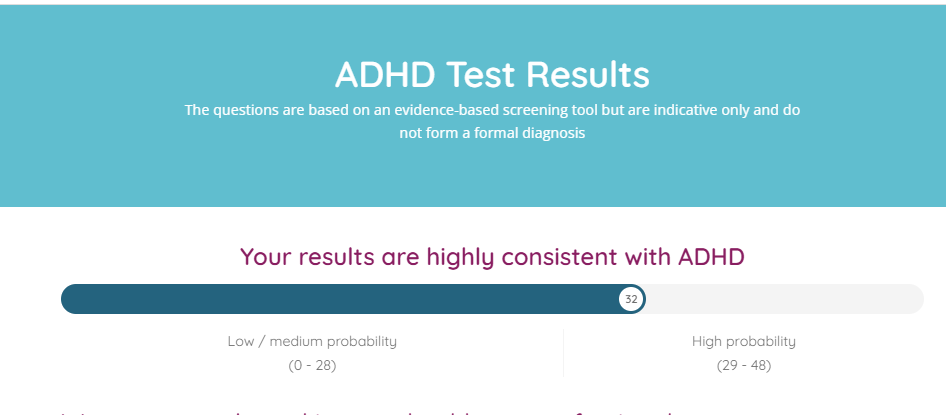 ADHD Test Results
The questions are based on an evidence-based screening tool but are indicative only and do
not form a formal diagnosis
Your results are highly consistent with ADHD
32
Low / medium probability
(0 - 28)
High probability
(29 - 48)